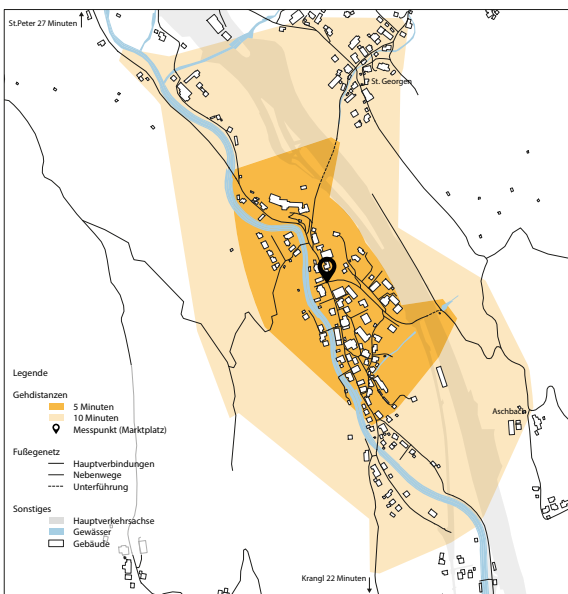 St.Peter 27 Minuten
St. Georgen
Aschbach
Krangl 22 Minuten
Legende
Gehdistanzen
5 Minuten
10 Minuten
Messpunkt (Marktplatz)
Fußegenetz
Hauptverbindungen
Nebenwege
Unterführung
Sonstiges
Hauptverkehrsachse
Gewässer
Gebäude